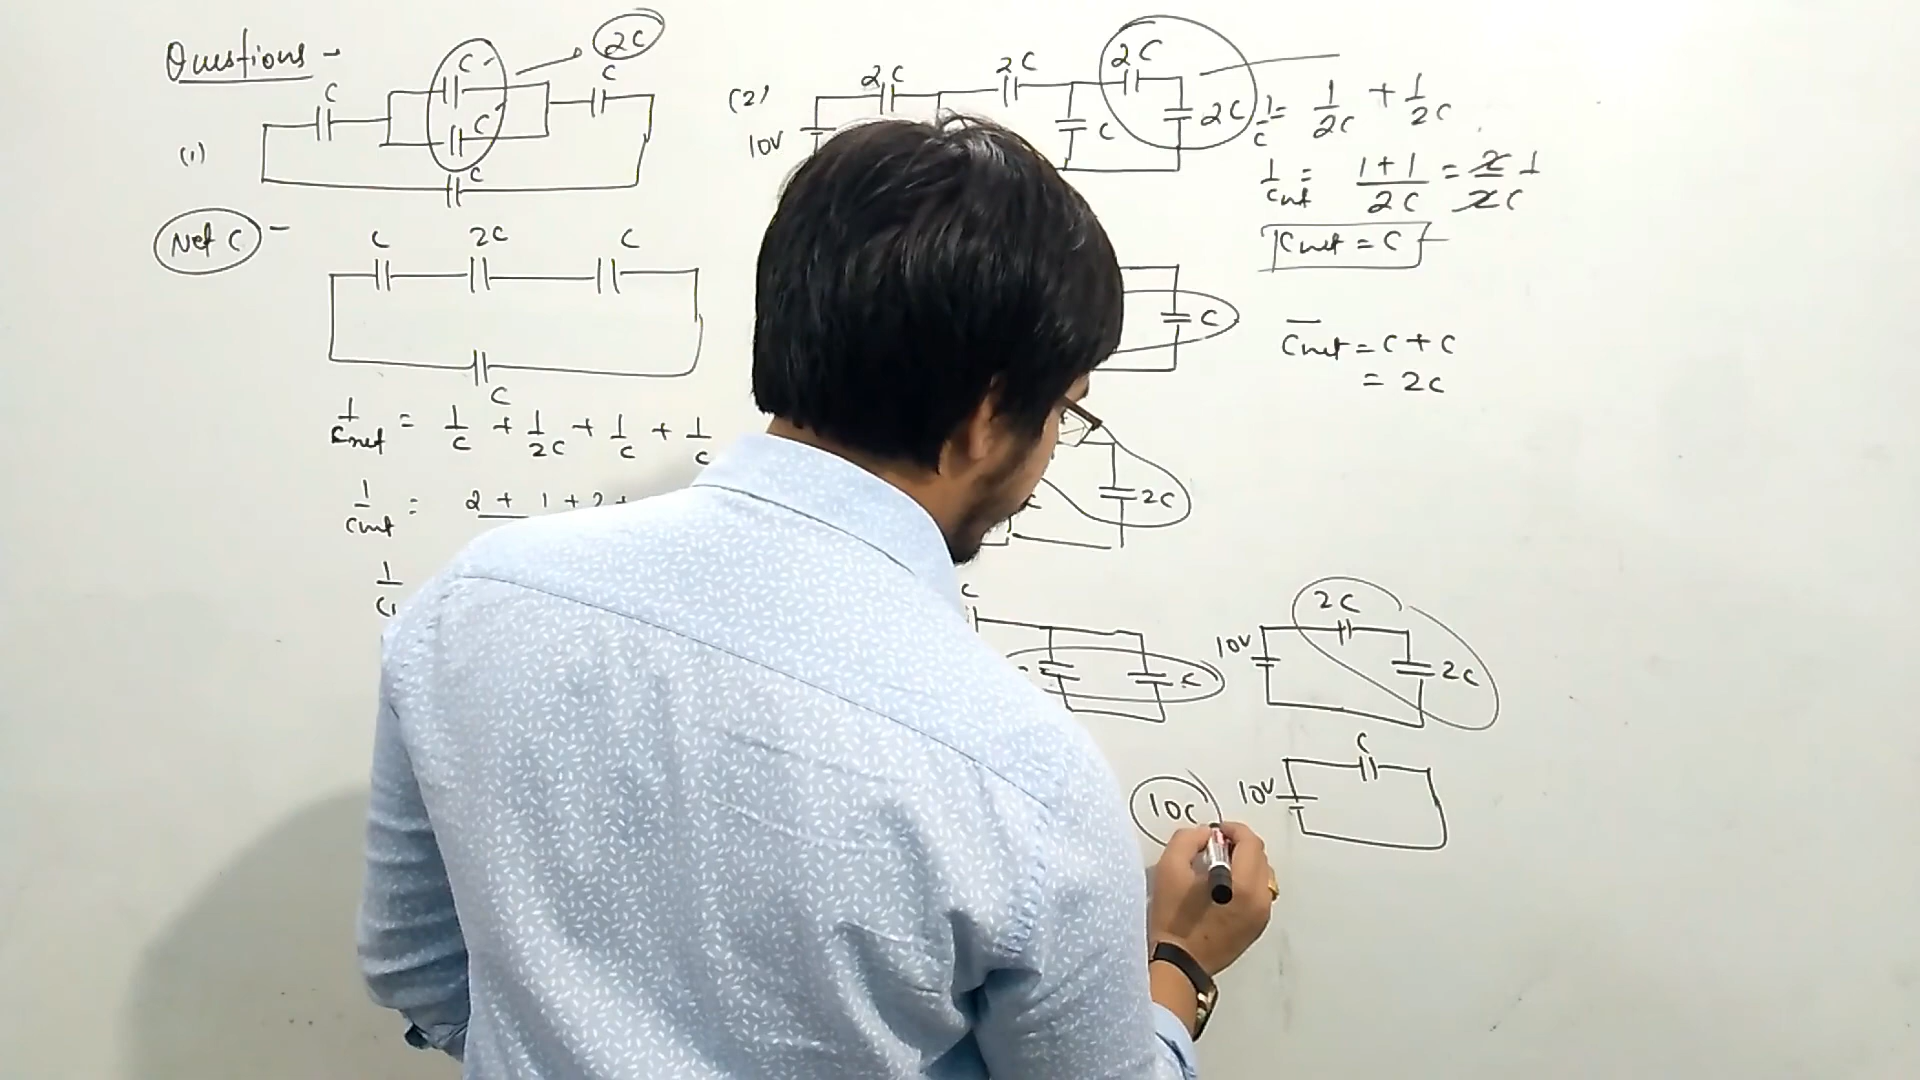 Questions -
(1)
C
C
C
2C
C
C
Net C -
C 2C C
C
1/Cnet = 1/C + 1/2C + 1/C + 1/C
1/Cnet = 2 + 1 + 2 +
1
(2)
10V
2C
2C
2C
2C
C
1/C = 1/2C + 1/2C
1/Cnet = 1+1/2C = 2/2C 1
Cnet = C
C
Cnet = C + C
= 2C
2C
C
C
10V
2C
2C
10C
10V
C